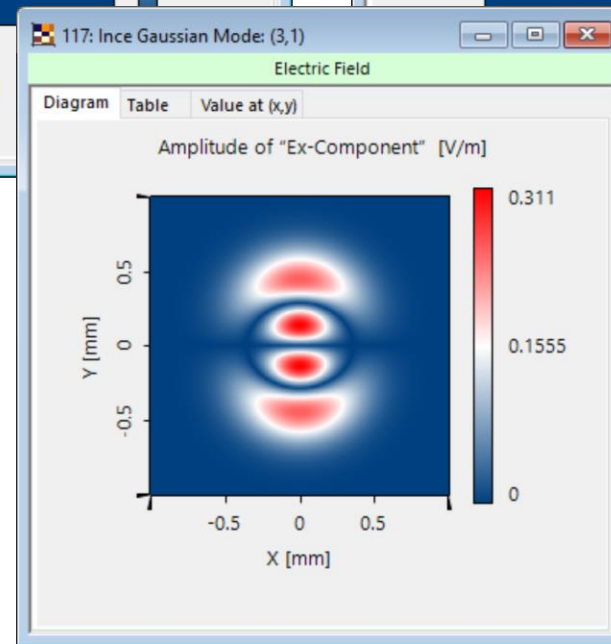 117: Ince Gaussian Mode: (3,1)
Electric Field
Diagram Table Value at (x,y)
Amplitude of "Ex-Component" [V/m]
0.311
0.5
0.1555
Y [mm]
0
-0.5
0
-0.5 0 0.5
X [mm]